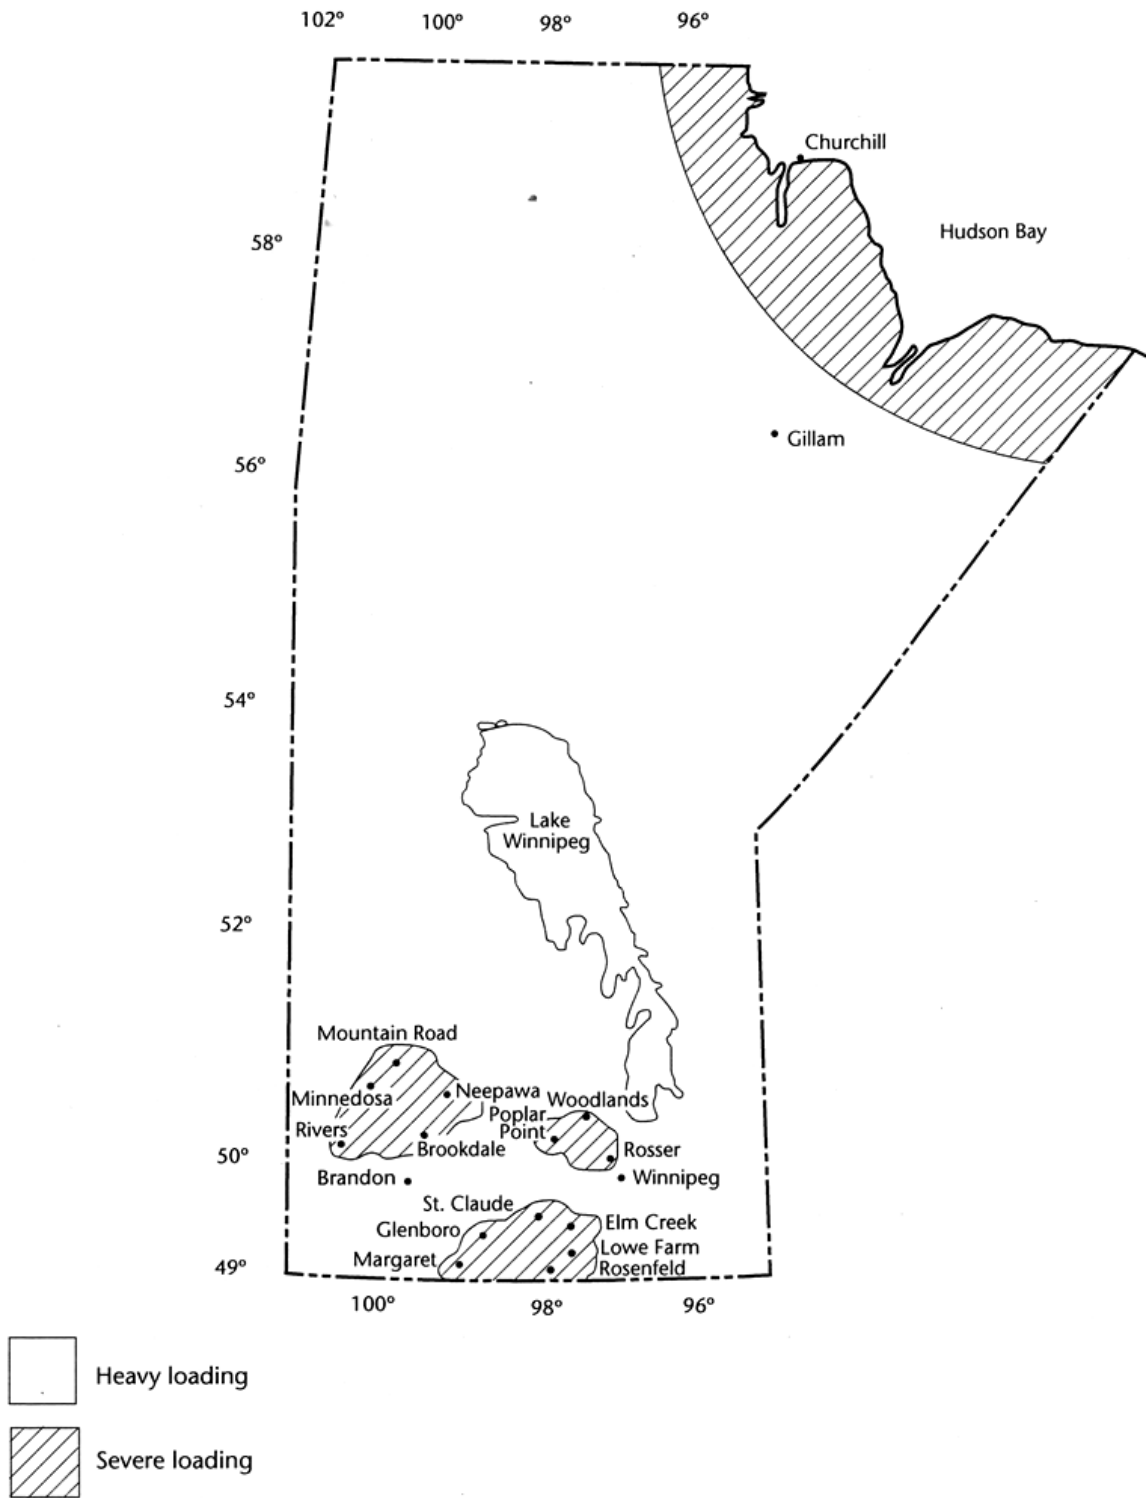 102° 100° 98° 96°
Churchill
Hudson Bay
58°
Gillam
56°
54°
Lake
Winnipeg
52°
Mountain Road
Minnedosa
Neepawa
Woodlands
Poplar
Point
Rivers
Brookdale
Rosser
50°
Brandon
Winnipeg
St. Claude
Elm Creek
Glenboro
Lowe Farm
Margaret
Rosenfeld
49°
100° 98° 96°
Heavy loading
Severe loading